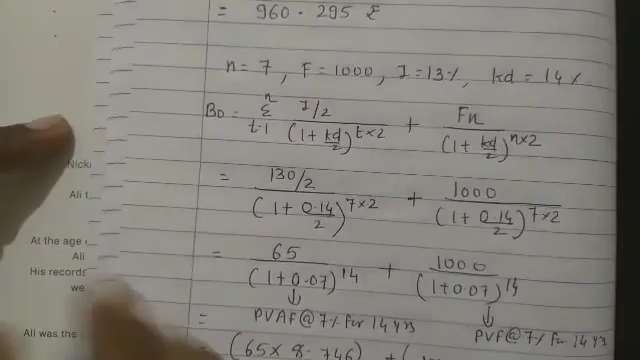 = 960.295 ₹
n=7, F=1000, I=13%, kd=14%
B0 = n Σ t-1 I/2 / (1+kd/2)^t×2 + Fn / (1+kd/2)^n×2
= 130/2 / (1+0.14/2)^7×2 + 1000 / (1+0.14/2)^7×2
= 65 / (1+0.07)^14 + 1000 / (1+0.07)^14
↓ ↓
= PVAF@7% for 14 yrs PVF@7% for 14 yrs
(65×8.746) + (
Ali t
At the age
Ali
His records
we
Ali was the